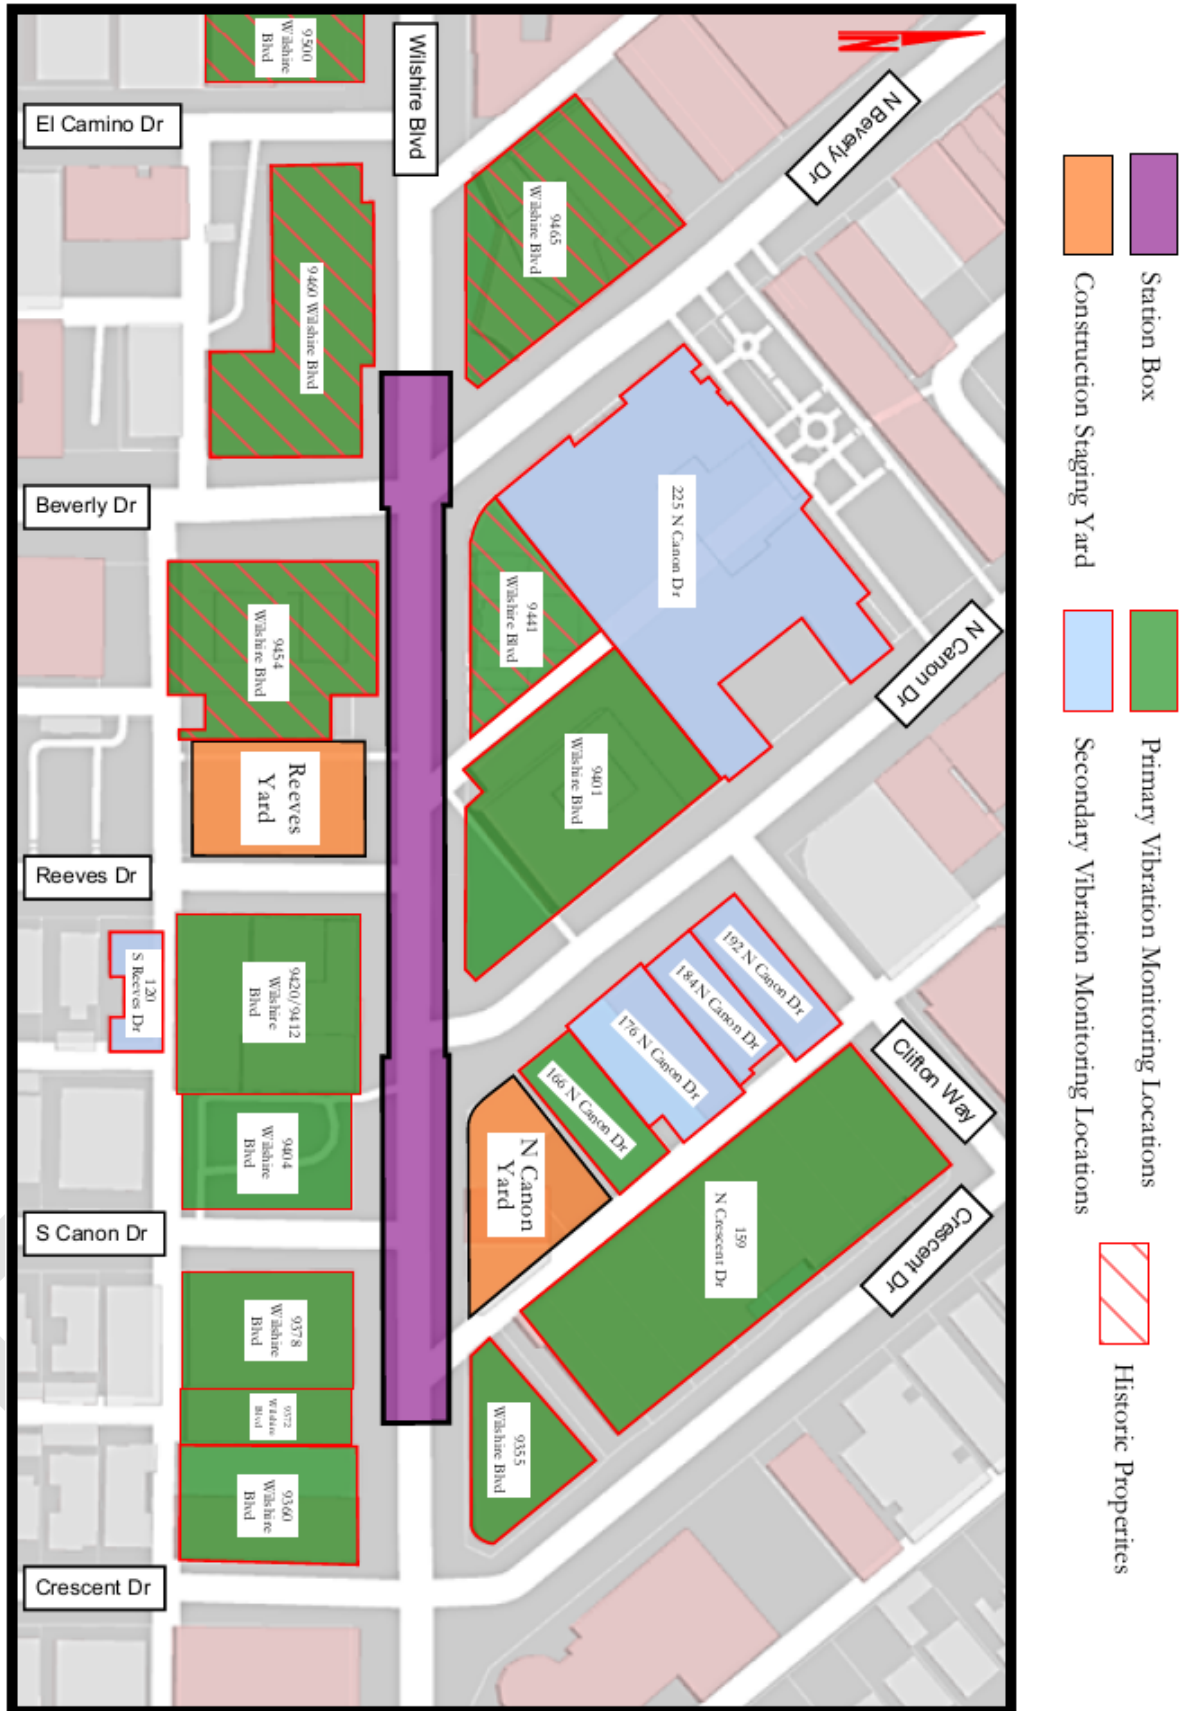 Station Box
Construction Staging Yard
Primary Vibration Monitoring Locations
Secondary Vibration Monitoring Locations
Historic Properites
N
N Beverly Dr
N Canon Dr
Clifton Way
Crescent Dr
Wilshire Blvd
El Camino Dr
Beverly Dr
Reeves Dr
S Canon Dr
Crescent Dr
9500
Wilshire
Blvd
9465
Wilshire Blvd
9460 Wilshire Blvd
225 N Canon Dr
9441
Wilshire Blvd
9454
Wilshire Blvd
9401
Wilshire Blvd
Reeves
Yard
192 N Canon Dr
184 N Canon Dr
176 N Canon Dr
166 N Canon Dr
N Canon
Yard
159
N Crescent Dr
120
S Reeves Dr
9420/9412
Wilshire
Blvd
9404
Wilshire
Blvd
9378
Wilshire
Blvd
9372
Wilshire
Blvd
9360
Wilshire
Blvd
9355
Wilshire Blvd